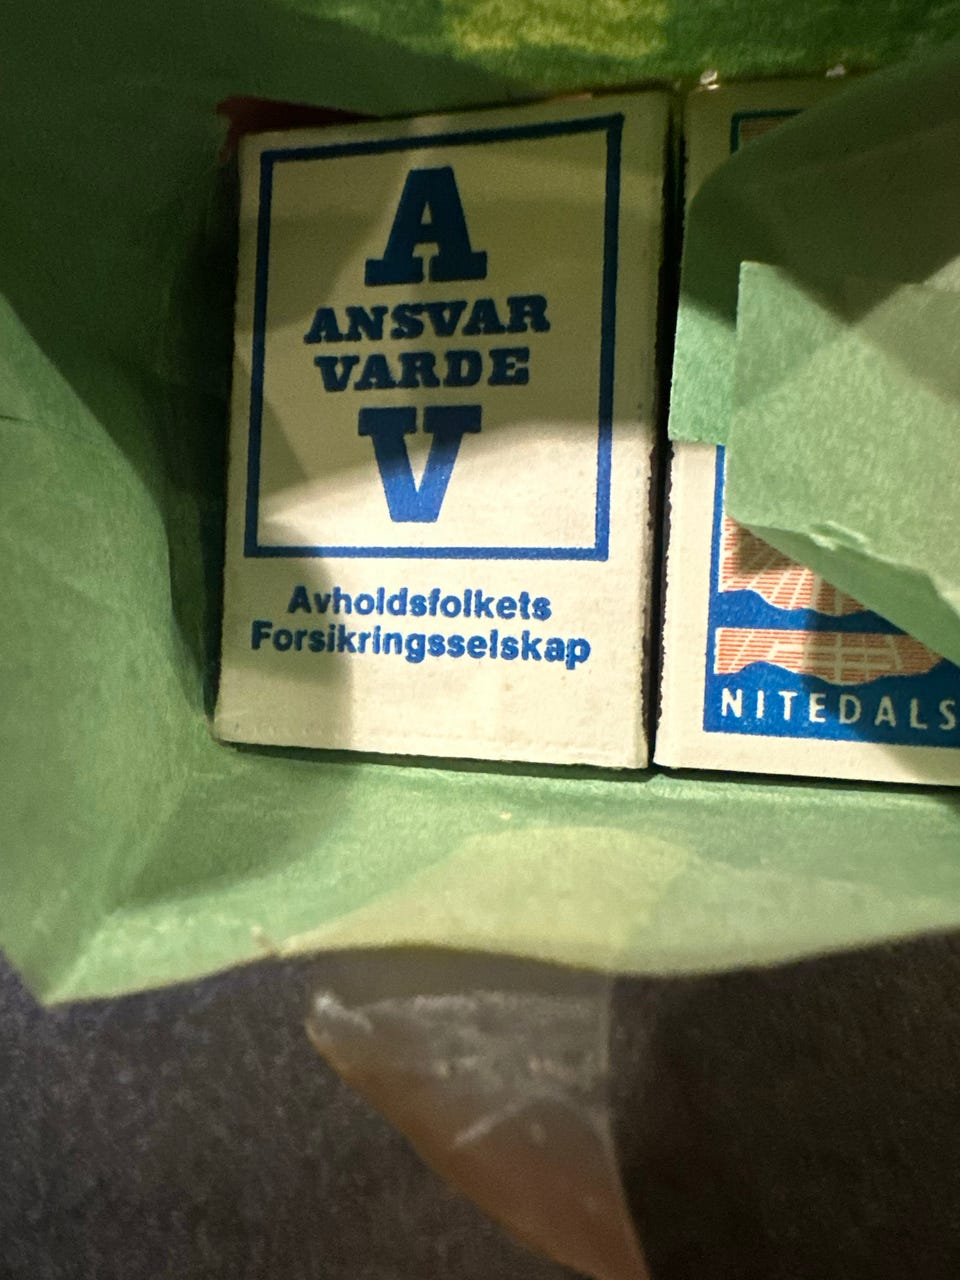 A
ANSVAR
VARDE
V
Avholdsfolkets
Forsikringsselskap
NITEDALS